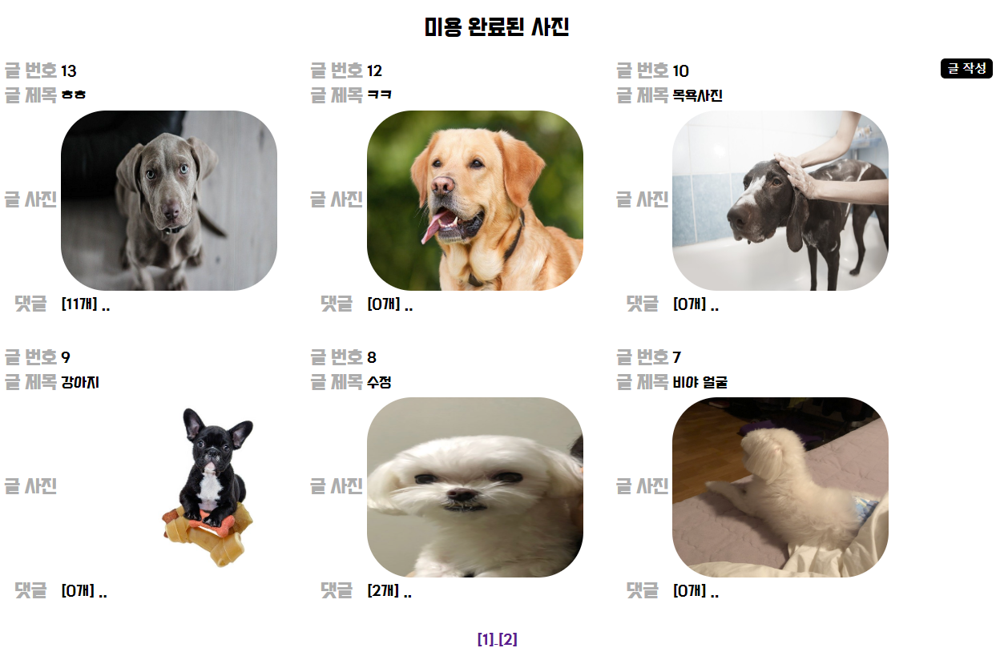 미용 완료된 사진
글 번호 13
글 제목 ㅎㅎ
글 사진
댓글 [11개] ..
글 번호 12
글 제목 ㅋㅋ
글 사진
댓글 [0개] ..
글 번호 10
글 제목 목욕사진
글 사진
댓글 [0개] ..
글 작성
글 번호 9
글 제목 강아지
글 사진
댓글 [0개] ..
글 번호 8
글 제목 수정
글 사진
댓글 [2개] ..
글 번호 7
글 제목 비야 얼굴
글 사진
댓글 [0개] ..
[1] [2]